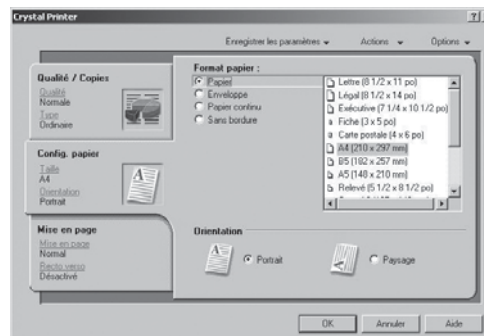 Crystal Printer
?
Enregistrer les paramètres Actions Options
Qualité / Copies
Qualité
Normale
Type
Ordinaire
Config. papier
Taille
A4
Orientation
Portrait
Mise en page
Mise en page
Normal
Recto verso
Désactivé
Format papier :
Papier
Enveloppe
Papier continu
Sans bordure
Lettre (8 1/2 x 11 po)
Légal (8 1/2 x 14 po)
Exécutive (7 1/4 x 10 1/2 po)
Fiche (3 x 5 po)
Carte postale (4 x 6 po)
A4 (210 x 297 mm)
B5 (182 x 257 mm)
A5 (148 x 210 mm)
Relevé (5 1/2 x 8 1/2 po)
Orientation
A Portrait A Paysage
OK Annuler Aide